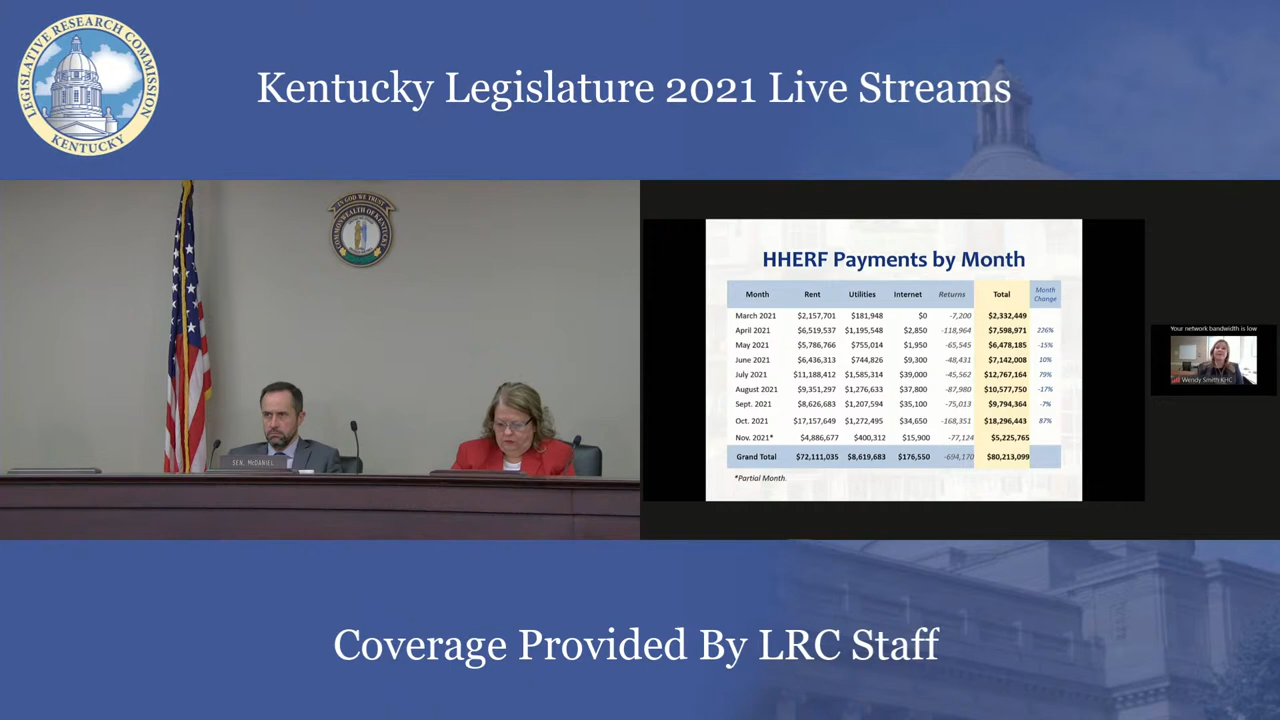 LEGISLATIVE RESEARCH COMMISSION
KENTUCKY
Kentucky Legislature 2021 Live Streams
IN GOD WE TRUST
COMMONWEALTH OF KENTUCKY
SEN. McDANIEL
HHERF Payments by Month
Month Rent Utilities Internet Returns Total Month Change
March 2021 $2,157,701 $181,948 $0 -7,200 $2,332,449
April 2021 $6,519,537 $1,195,548 $2,850 -118,964 $7,598,971 226%
May 2021 $5,786,766 $755,014 $1,950 -65,545 $6,478,185 -15%
June 2021 $6,436,313 $744,826 $9,300 -48,431 $7,142,008 10%
July 2021 $11,188,412 $1,585,314 $39,000 -45,562 $12,767,164 79%
August 2021 $9,351,297 $1,276,633 $37,800 -87,980 $10,577,750 -17%
Sept. 2021 $8,626,683 $1,207,594 $35,100 -75,013 $9,794,364 -7%
Oct. 2021 $17,157,649 $1,272,495 $34,650 -168,351 $18,296,443 87%
Nov. 2021* $4,886,677 $400,312 $15,900 -77,124 $5,225,765
Grand Total $72,111,035 $8,619,683 $176,550 -694,170 $80,213,099
*Partial Month.
Your network bandwidth is low
Wendy Smith KHC
Coverage Provided By LRC Staff